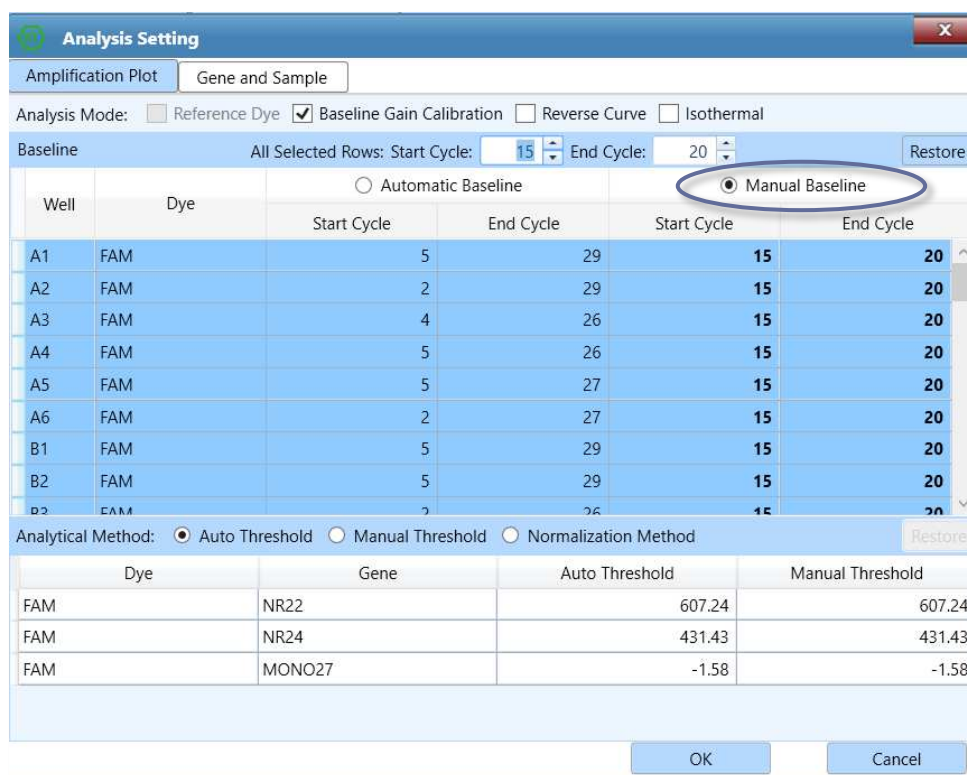 Analysis Setting
x
Amplification Plot Gene and Sample
Analysis Mode: Reference Dye Baseline Gain Calibration Reverse Curve Isothermal
Baseline All Selected Rows: Start Cycle: 15 End Cycle: 20 Restore
Well Dye Automatic Baseline Manual Baseline
Start Cycle End Cycle Start Cycle End Cycle
A1 FAM 5 29 15 20
A2 FAM 2 29 15 20
A3 FAM 4 26 15 20
A4 FAM 5 26 15 20
A5 FAM 5 27 15 20
A6 FAM 2 27 15 20
B1 FAM 5 29 15 20
B2 FAM 5 29 15 20
B3 FAM 2 26 15 20
Analytical Method: Auto Threshold Manual Threshold Normalization Method Restore
Dye Gene Auto Threshold Manual Threshold
FAM NR22 607.24 607.24
FAM NR24 431.43 431.43
FAM MONO27 -1.58 -1.58
OK Cancel